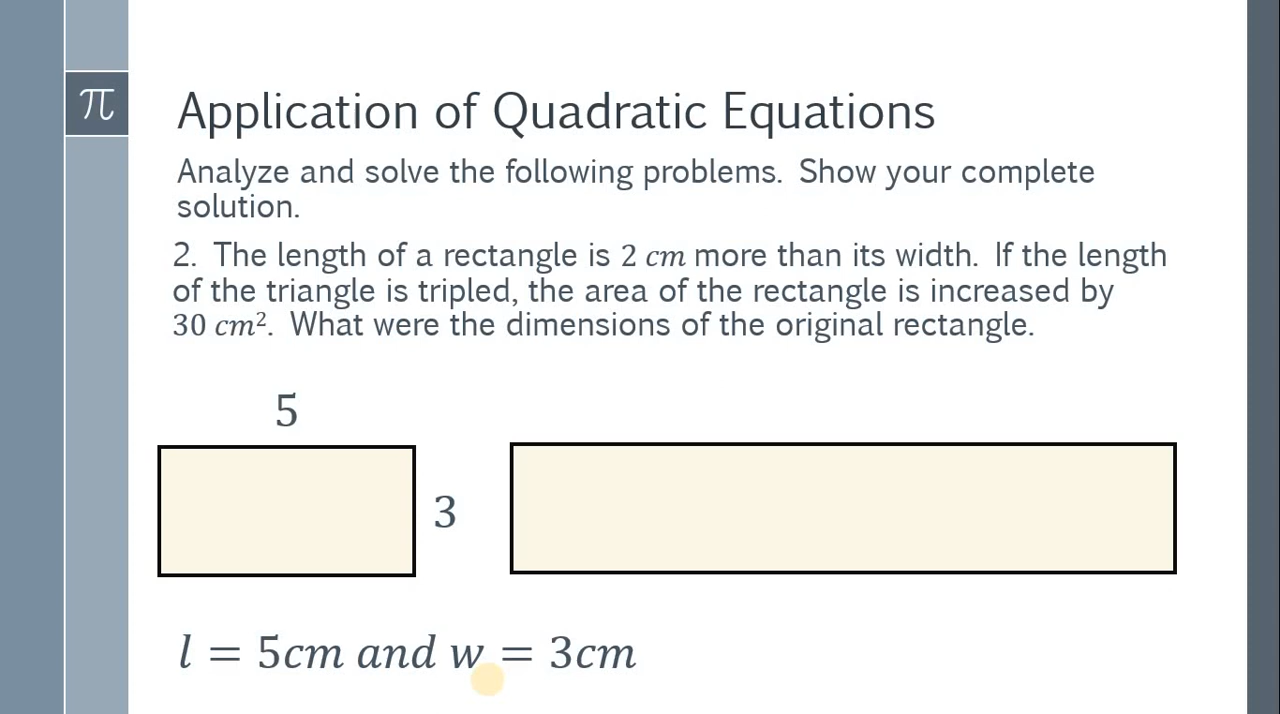 π
Application of Quadratic Equations
Analyze and solve the following problems. Show your complete
solution.
2. The length of a rectangle is 2 cm more than its width. If the length
of the triangle is tripled, the area of the rectangle is increased by
30 cm². What were the dimensions of the original rectangle.
5
3
l = 5cm and w = 3cm